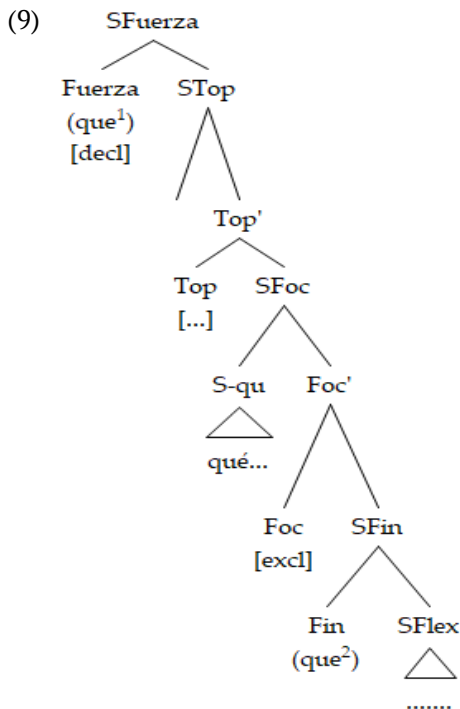 (9) SFuerza
Fuerza STop
(que¹)
[decl]
Top'
Top SFoc
[...]
S-qu Foc'
qué...
Foc SFin
[excl]
Fin SFlex
(que²)
.......